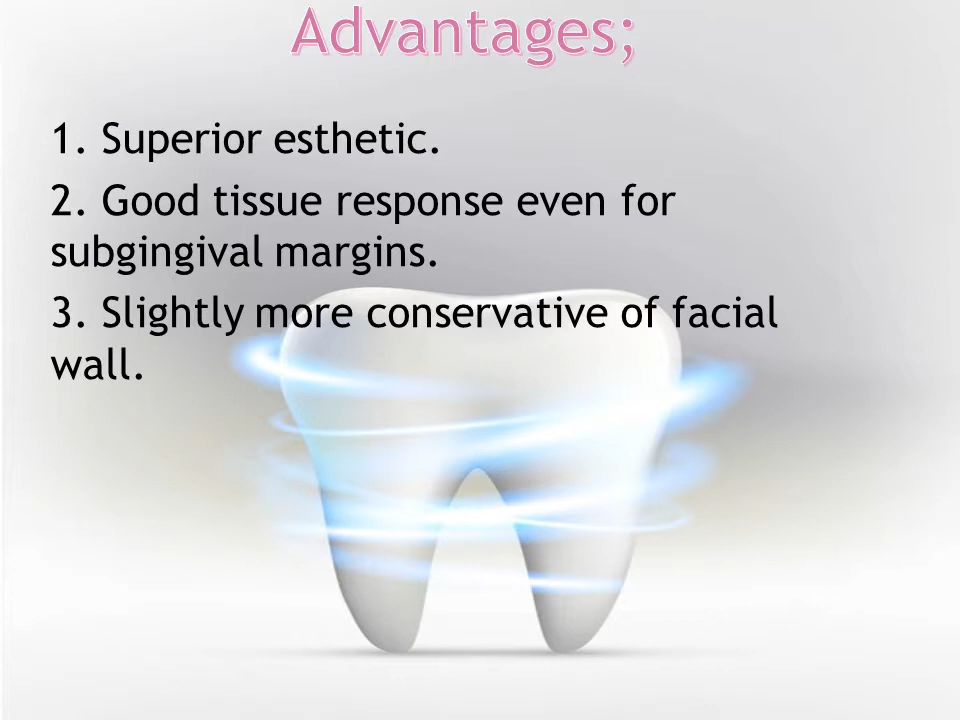 Advantages;
1. Superior esthetic.
2. Good tissue response even for
subgingival margins.
3. Slightly more conservative of facial
wall.